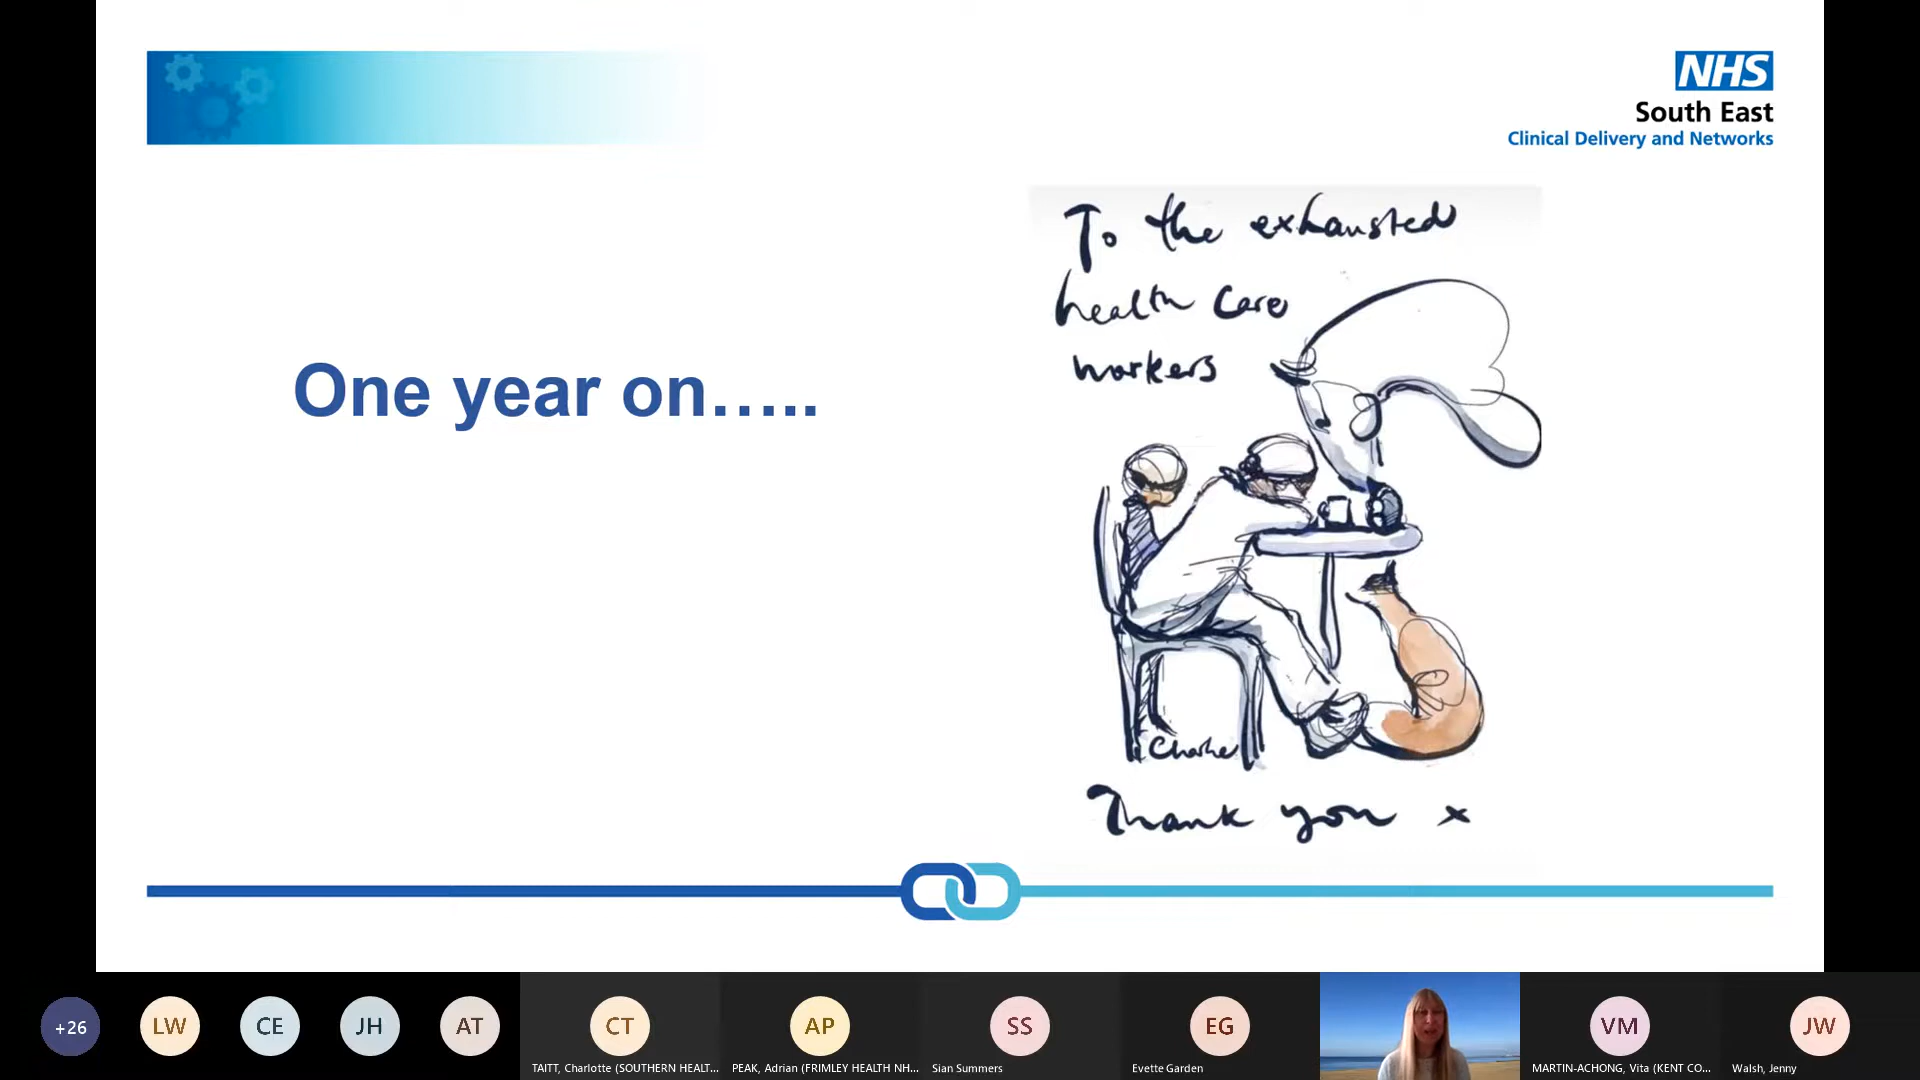 NHS
South East
Clinical Delivery and Networks
To the exhausted
health care
workers
One year on.....
Charlie
Thank you x
+26
LW
CE
JH
AT
CT
AP
SS
EG
VM
JW
TAITT, Charlotte (SOUTHERN HEALT...
PEAK, Adrian (FRIMLEY HEALTH NH...
Sian Summers
Evette Garden
MARTIN-ACHONG, Vita (KENT CO...
Walsh, Jenny